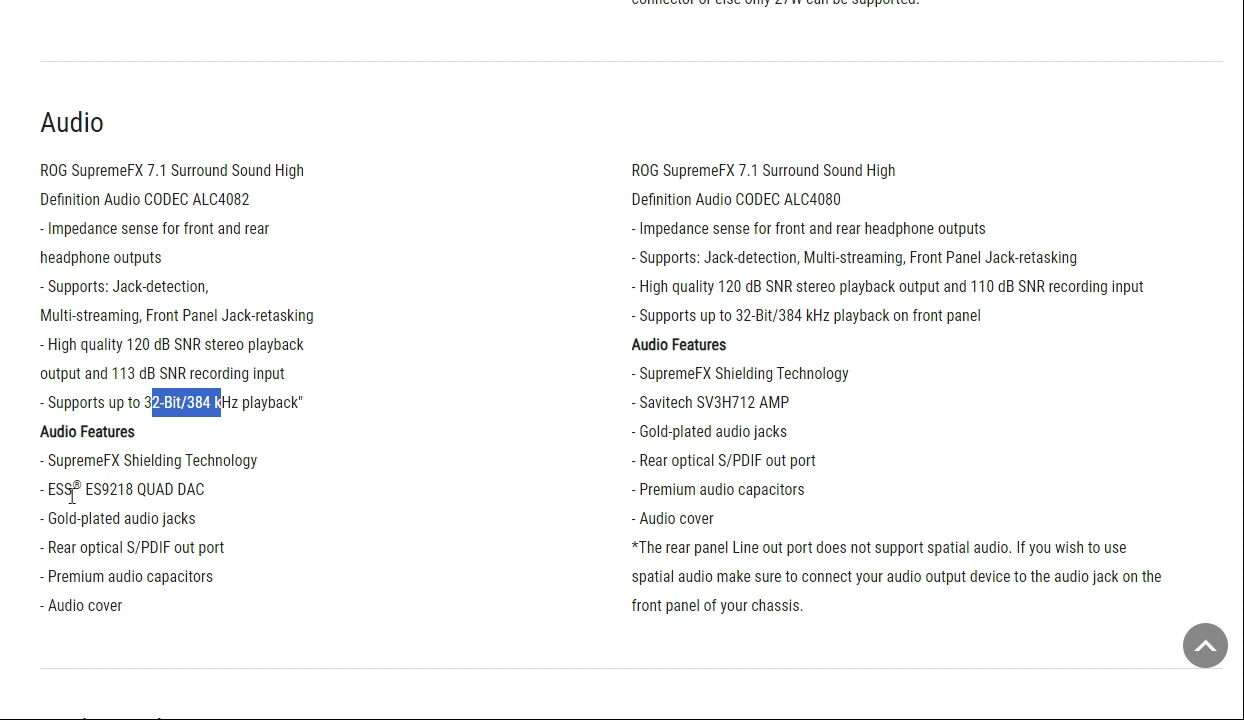 connector or else only 27W can be supported.
Audio
ROG SupremeFX 7.1 Surround Sound High
Definition Audio CODEC ALC4082
- Impedance sense for front and rear
headphone outputs
- Supports: Jack-detection,
Multi-streaming, Front Panel Jack-retasking
- High quality 120 dB SNR stereo playback
output and 113 dB SNR recording input
- Supports up to 32-Bit/384 kHz playback"
Audio Features
- SupremeFX Shielding Technology
- ESS® ES9218 QUAD DAC
- Gold-plated audio jacks
- Rear optical S/PDIF out port
- Premium audio capacitors
- Audio cover
ROG SupremeFX 7.1 Surround Sound High
Definition Audio CODEC ALC4080
- Impedance sense for front and rear headphone outputs
- Supports: Jack-detection, Multi-streaming, Front Panel Jack-retasking
- High quality 120 dB SNR stereo playback output and 110 dB SNR recording input
- Supports up to 32-Bit/384 kHz playback on front panel
Audio Features
- SupremeFX Shielding Technology
- Savitech SV3H712 AMP
- Gold-plated audio jacks
- Rear optical S/PDIF out port
- Premium audio capacitors
- Audio cover
*The rear panel Line out port does not support spatial audio. If you wish to use
spatial audio make sure to connect your audio output device to the audio jack on the
front panel of your chassis.